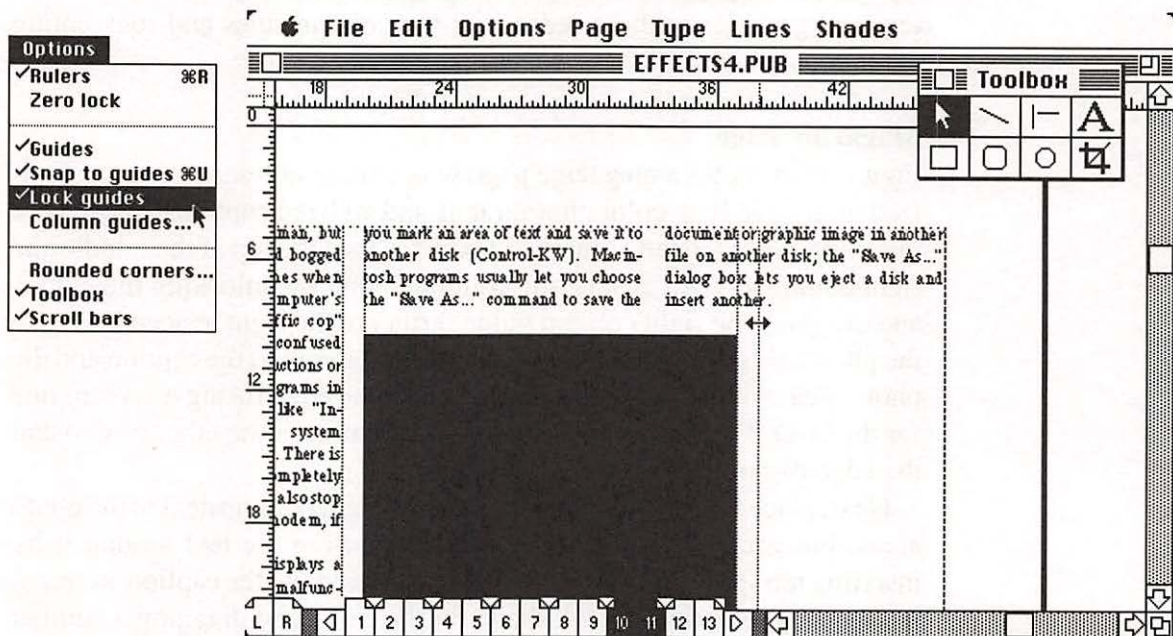 Options
✓Rulers ⌘R
Zero lock
✓Guides
✓Snap to guides ⌘U
✓Lock guides
Column guides...
Rounded corners...
✓Toolbox
✓Scroll bars
File Edit Options Page Type Lines Shades
EFFECTS4.PUB
Toolbox
A
18 24 30 36 42
0
6
12
18
man, but
d bogged
hes when
mputer's
ffic cop"
confused
uctions or
grams in
like "In-
system
. There is
mpletely
also stop
odem, if
isplays a
malfunc-
you mark an area of text and save it to
another disk (Control-KW). Macin-
tosh programs usually let you choose
the "Save As..." command to save the
document or graphic image in another
file on another disk; the "Save As..."
dialog box lets you eject a disk and
insert another.
L R 1 2 3 4 5 6 7 8 9 10 11 12 13